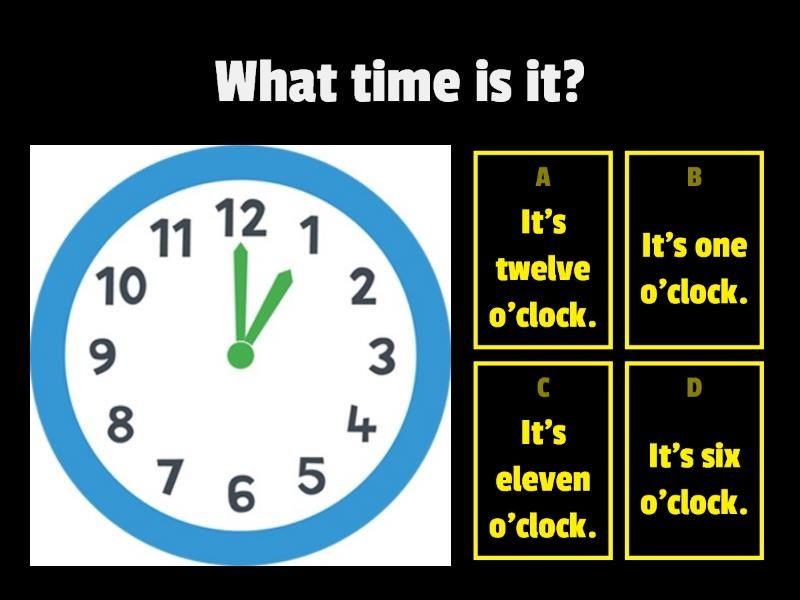 What time is it?
12
11
1
10
2
9
3
8
4
7
5
6
A
It's
twelve
o'clock.
B
It's one
o'clock.
C
It's
eleven
o'clock.
D
It's six
o'clock.